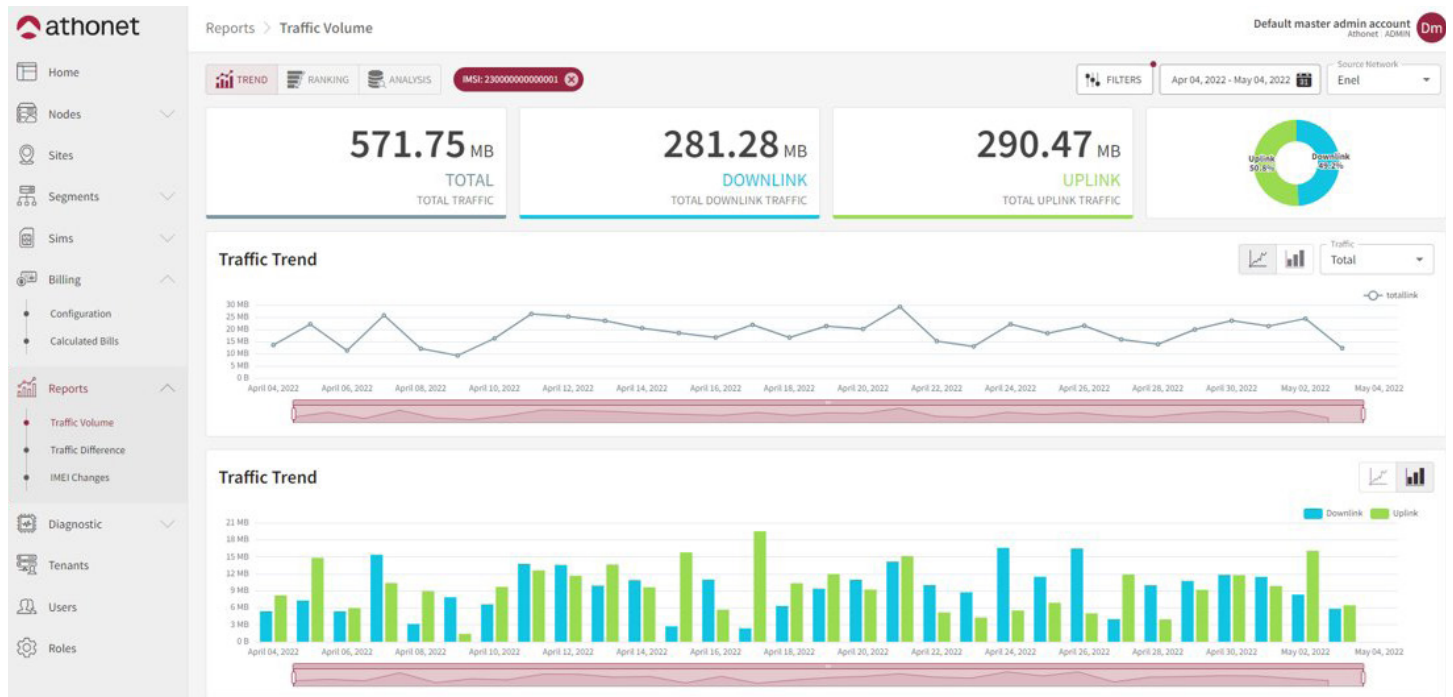 athonet
Reports > Traffic Volume
Default master admin account
Athonet | ADMIN
Dm
Home
Nodes
Sites
Segments
Sims
Billing
Configuration
Calculated Bills
Reports
Traffic Volume
Traffic Difference
IMEI Changes
Diagnostic
Tenants
Users
Roles
TREND
RANKING
ANALYSIS
IMSI: 230000000000001
FILTERS
Apr 04, 2022 - May 04, 2022
31
Source Network
Enel
571.75 MB
TOTAL
TOTAL TRAFFIC
281.28 MB
DOWNLINK
TOTAL DOWNLINK TRAFFIC
290.47 MB
UPLINK
TOTAL UPLINK TRAFFIC
Uplink
50.8%
Downlink
49.2%
Traffic Trend
Traffic
Total
totallink
30 MB
25 MB
20 MB
15 MB
10 MB
5 MB
0 B
April 04, 2022 April 06, 2022 April 08, 2022 April 10, 2022 April 12, 2022 April 14, 2022 April 16, 2022 April 18, 2022 April 20, 2022 April 22, 2022 April 24, 2022 April 26, 2022 April 28, 2022 April 30, 2022 May 02, 2022 May 04, 2022
Traffic Trend
Downlink Uplink
21 MB
18 MB
15 MB
12 MB
9 MB
6 MB
3 MB
0 B
April 04, 2022 April 06, 2022 April 08, 2022 April 10, 2022 April 12, 2022 April 14, 2022 April 16, 2022 April 18, 2022 April 20, 2022 April 22, 2022 April 24, 2022 April 26, 2022 April 28, 2022 April 30, 2022 May 02, 2022 May 04, 2022